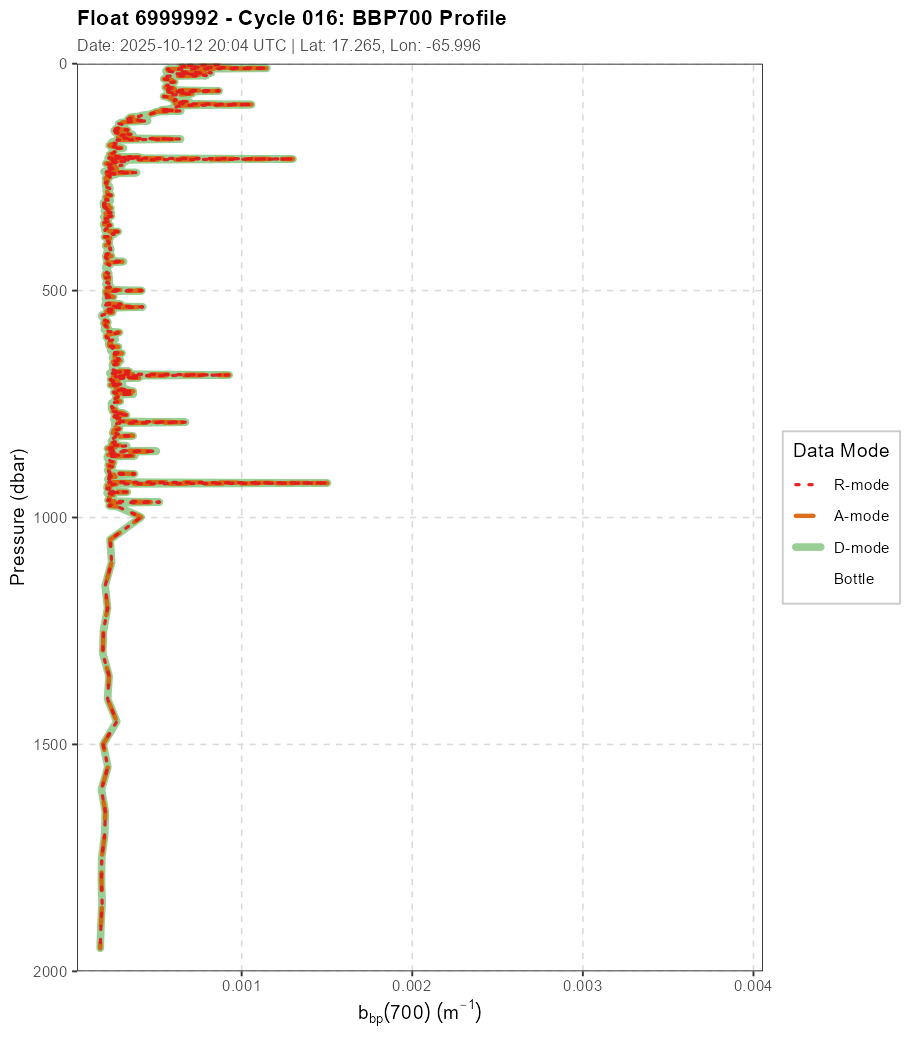 Float 6999992 - Cycle 016: BBP700 Profile
Date: 2025-10-12 20:04 UTC | Lat: 17.265, Lon: -65.996
0
500
1000
1500
2000
Pressure (dbar)
0.001
0.002
0.003
0.004
b_bp(700) (m⁻¹)
Data Mode
R-mode
A-mode
D-mode
Bottle